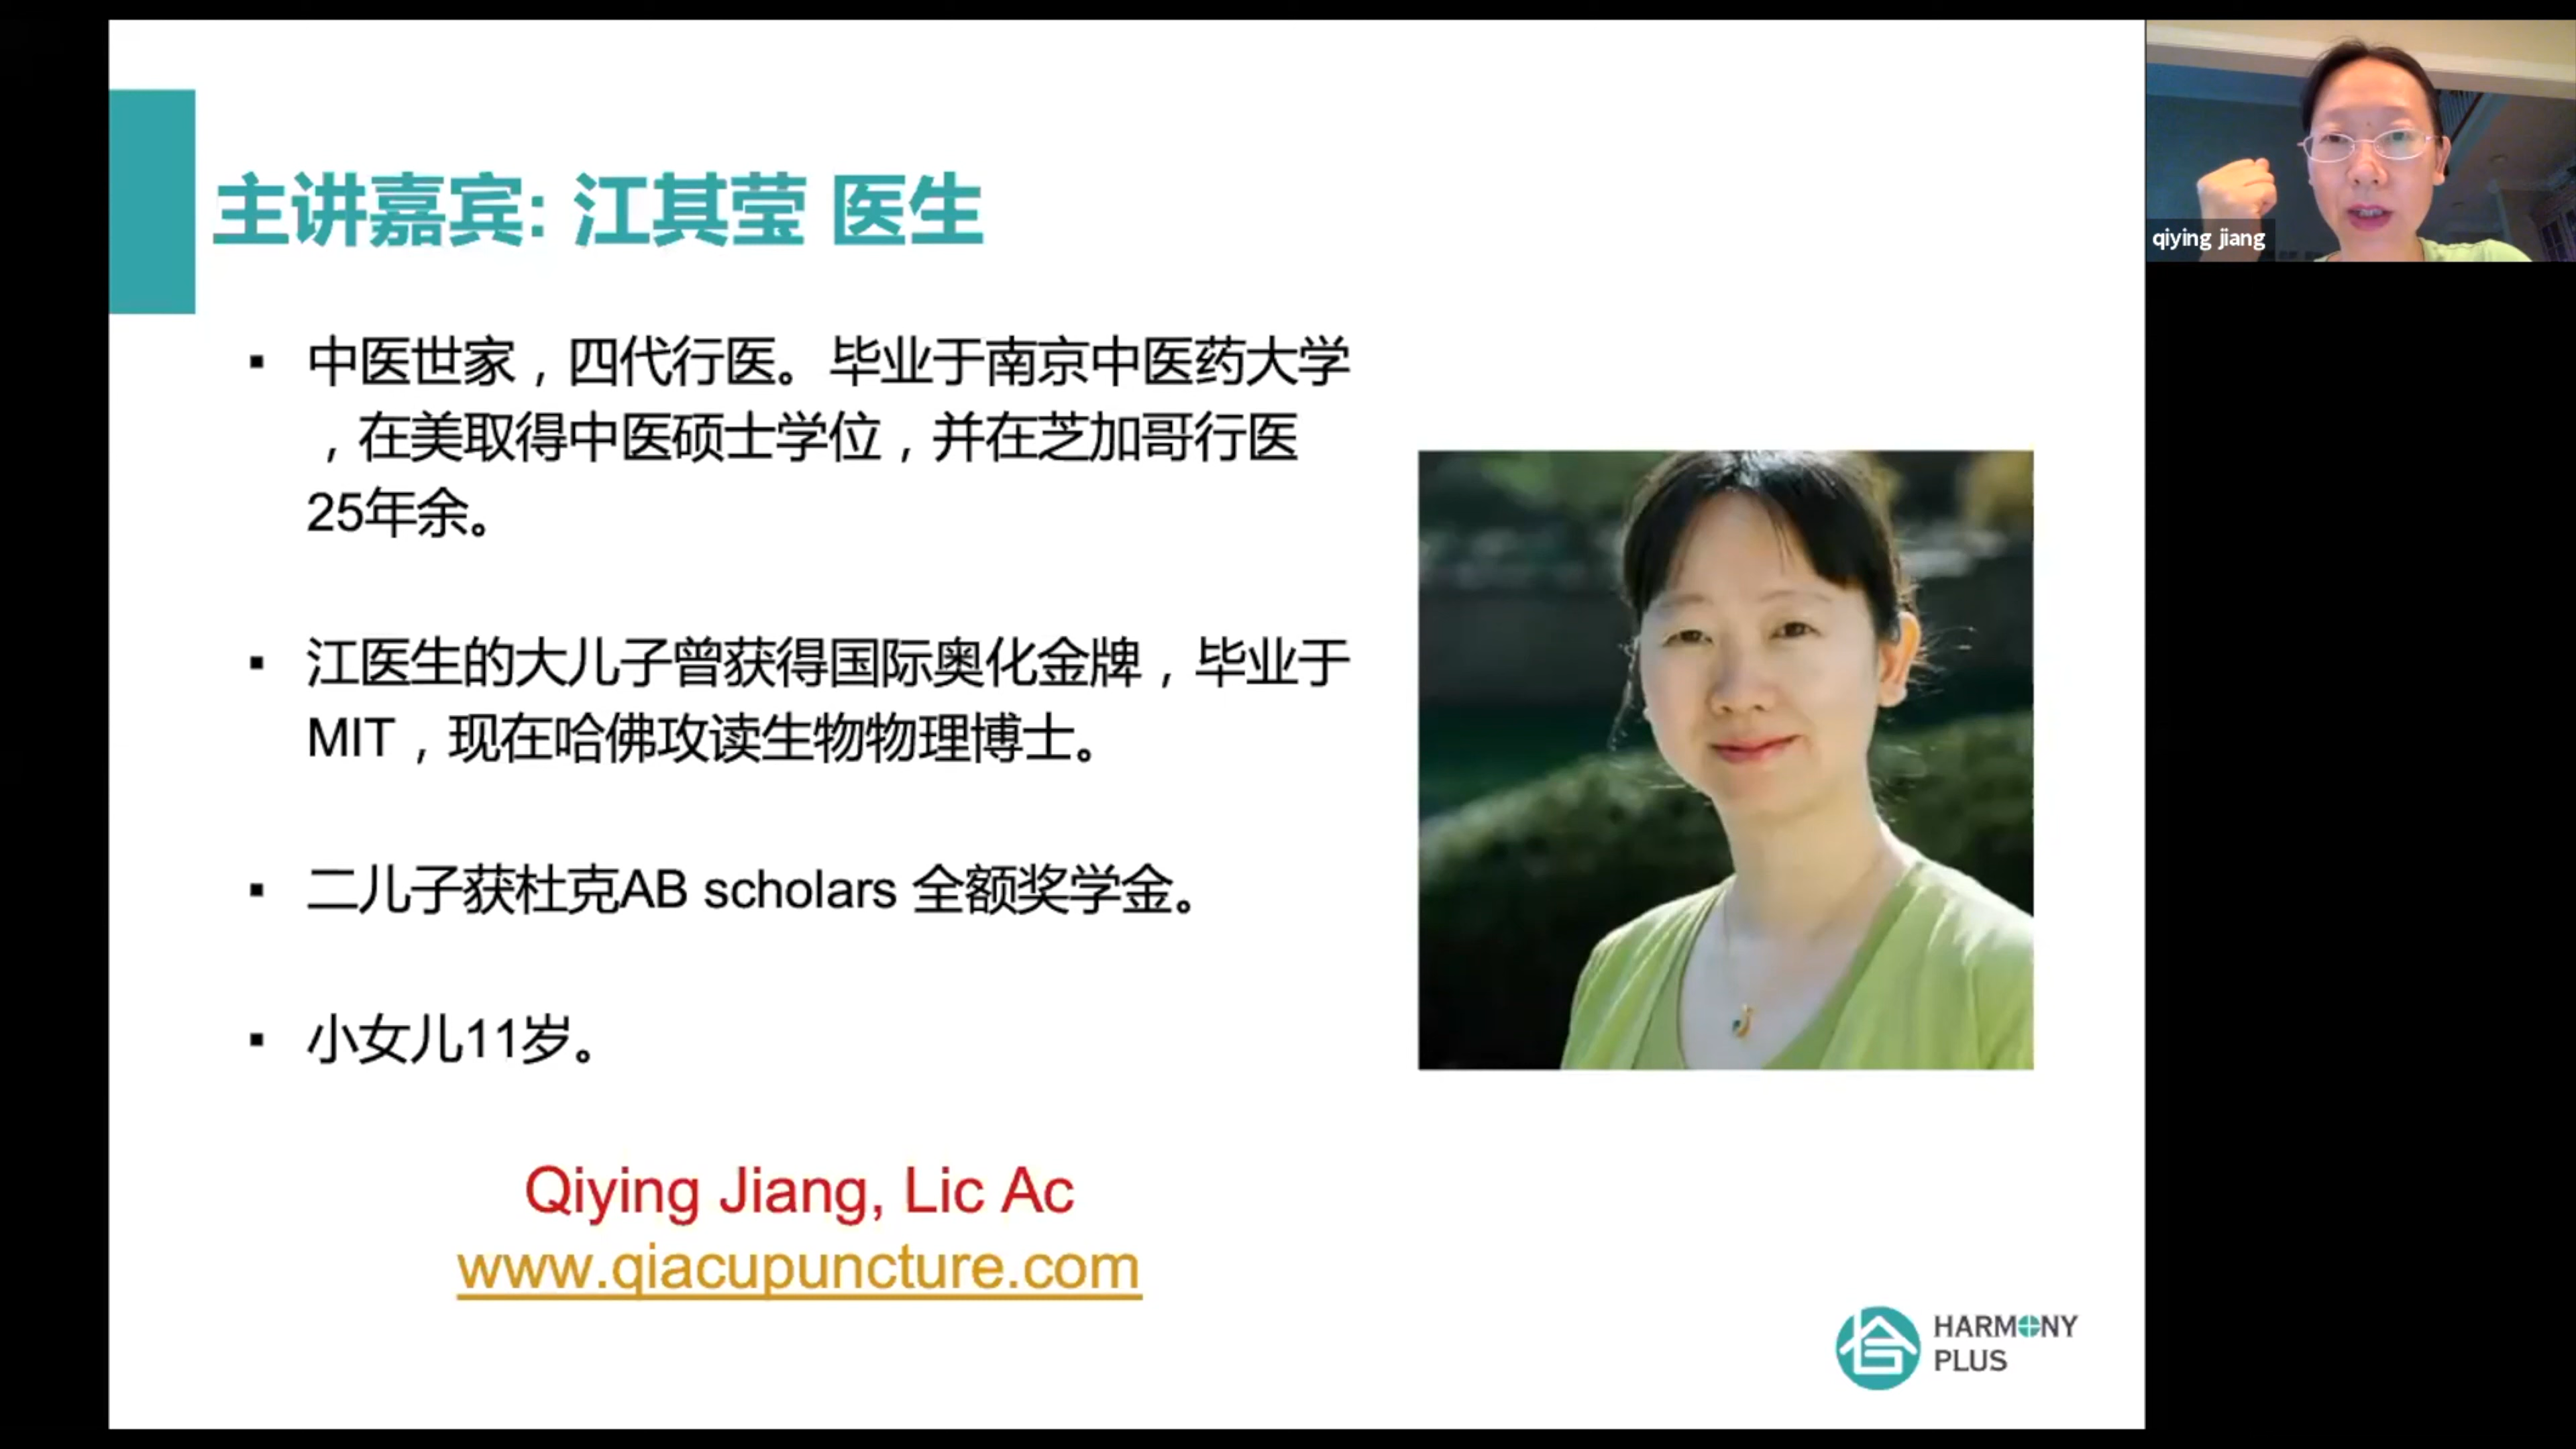 主讲嘉宾: 江其莹 医生
▪ 中医世家，四代行医。毕业于南京中医药大学
，在美取得中医硕士学位，并在芝加哥行医
25年余。
▪ 江医生的大儿子曾获得国际奥化金牌，毕业于
MIT，现在哈佛攻读生物物理博士。
▪ 二儿子获杜克AB scholars 全额奖学金。
▪ 小女儿11岁。
Qiying Jiang, Lic Ac
www.qiacupuncture.com
HARMONY
PLUS
qiying jiang